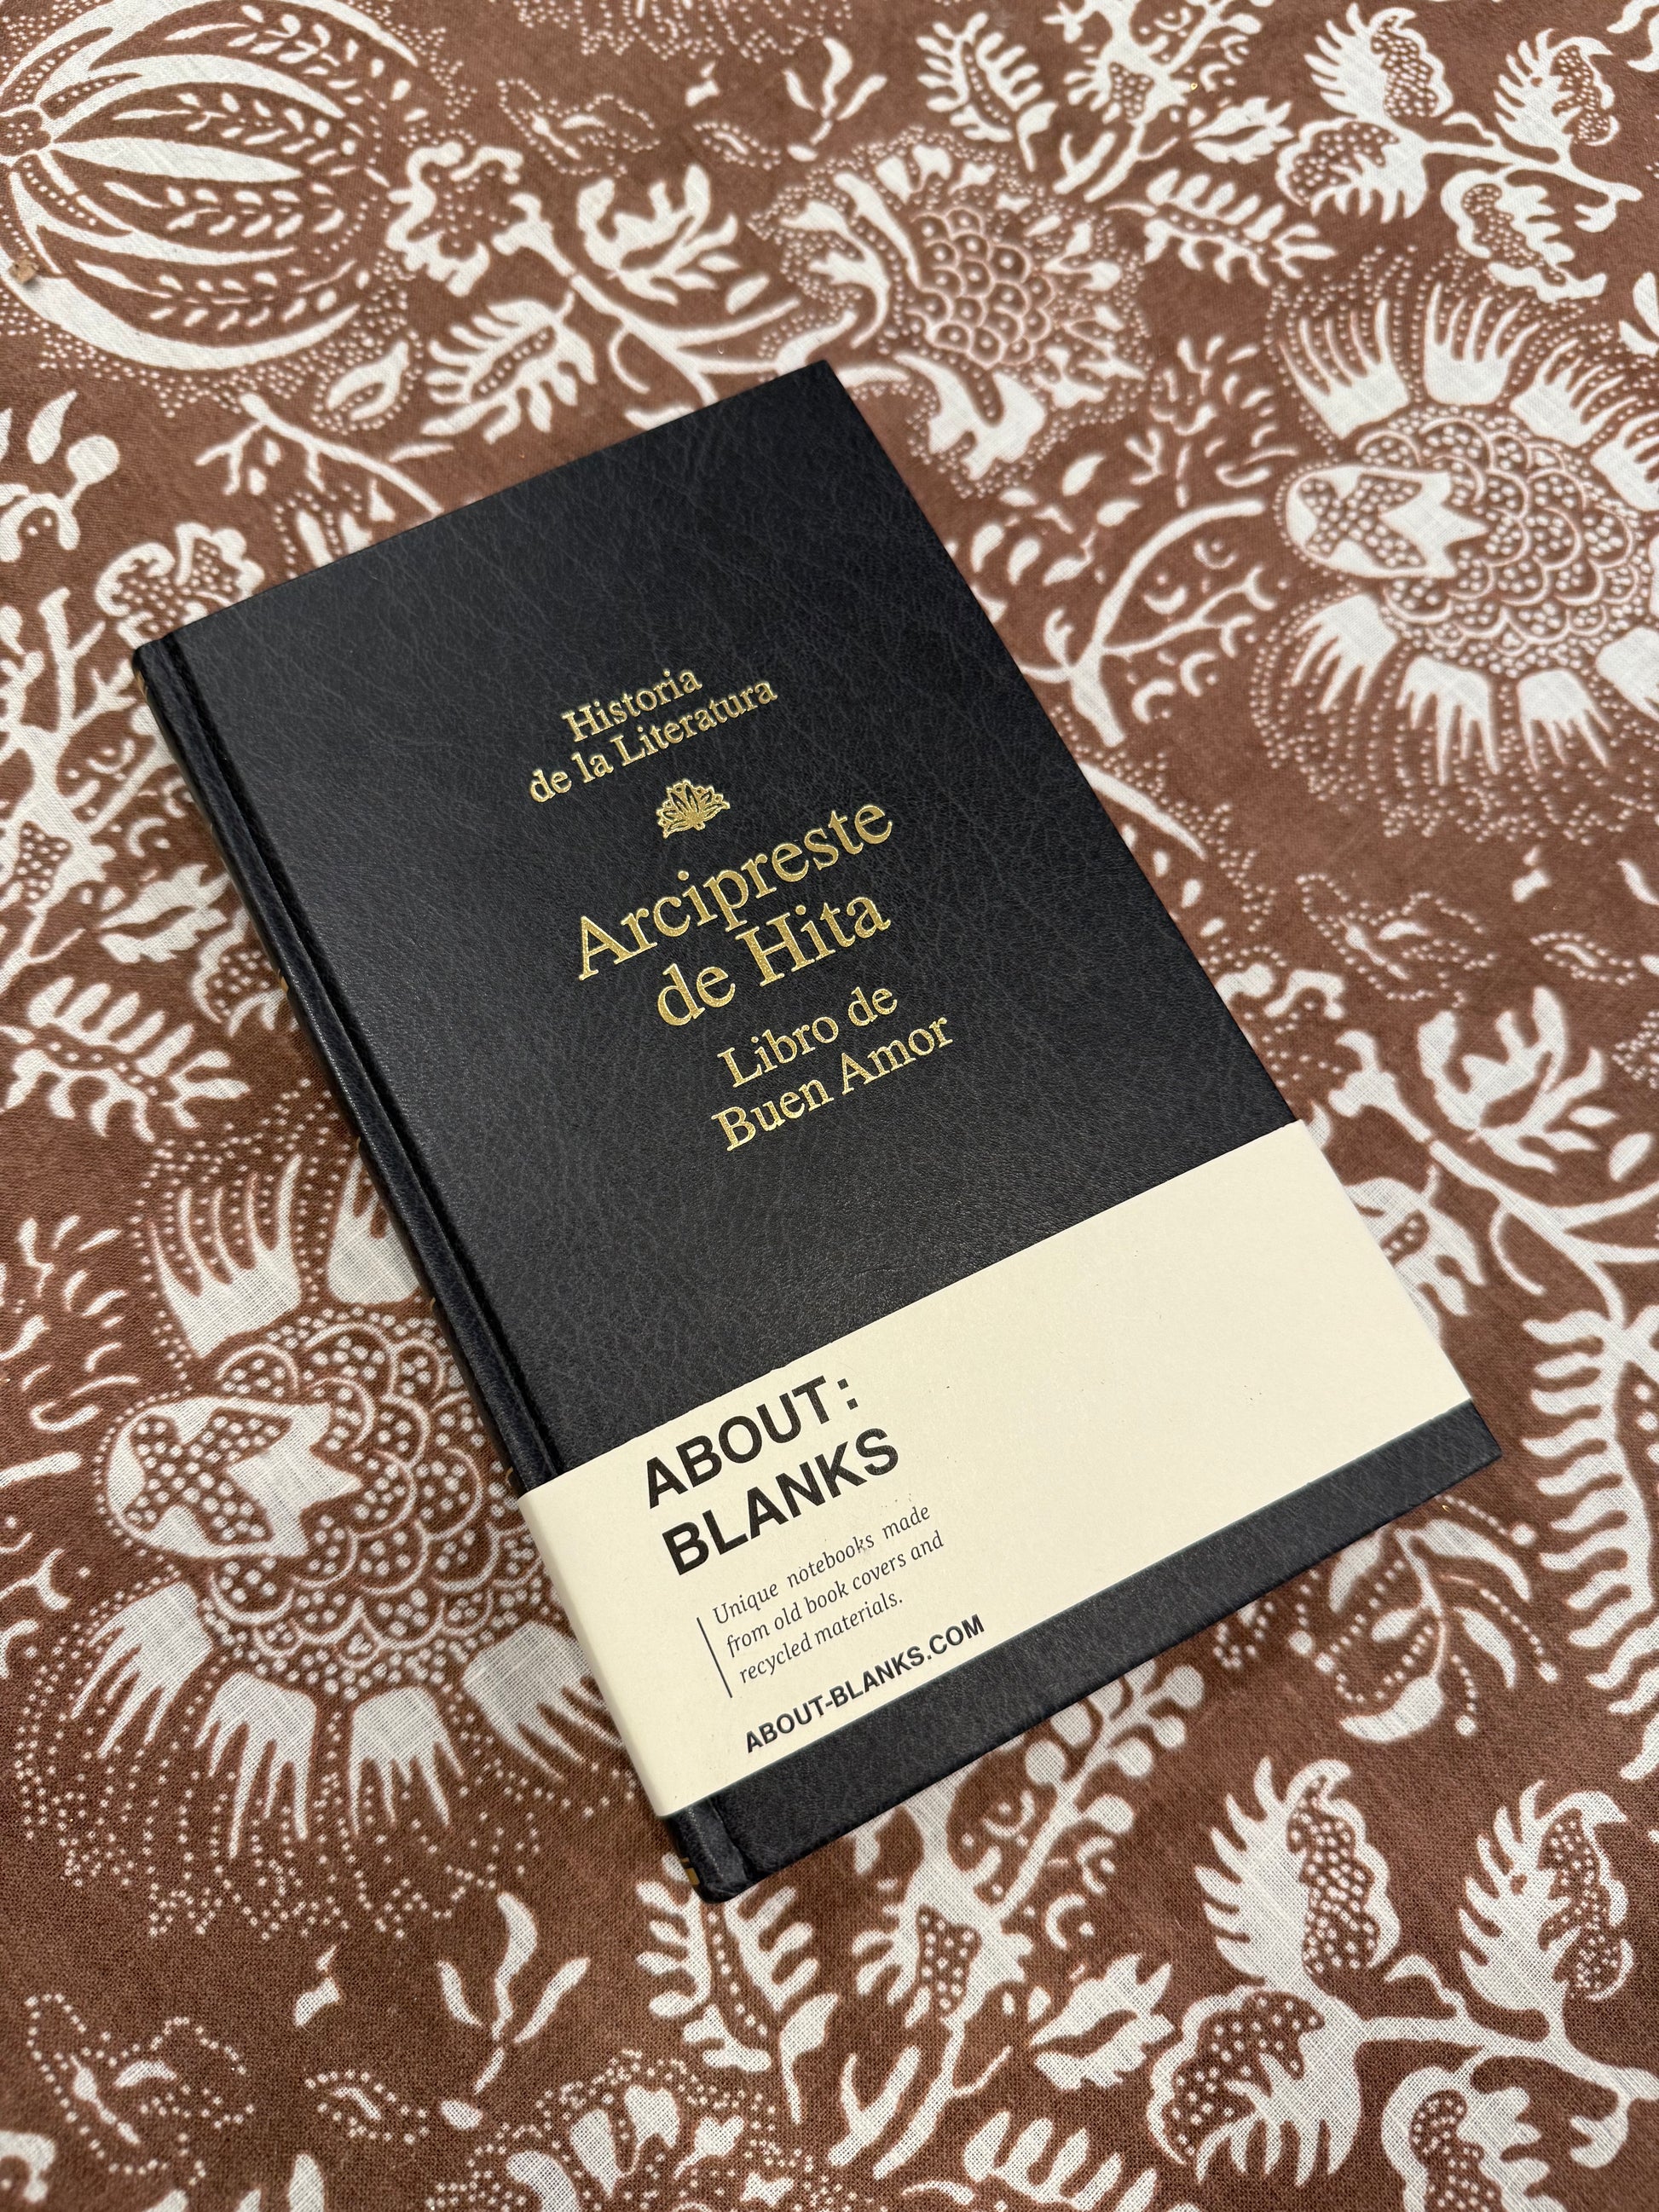 Historia
de la Literatura
Arcipreste
de Hita
Libro de
Buen Amor
ABOUT:
BLANKS
Unique notebooks made
from old book covers and
recycled materials.
ABOUT-BLANKS.COM